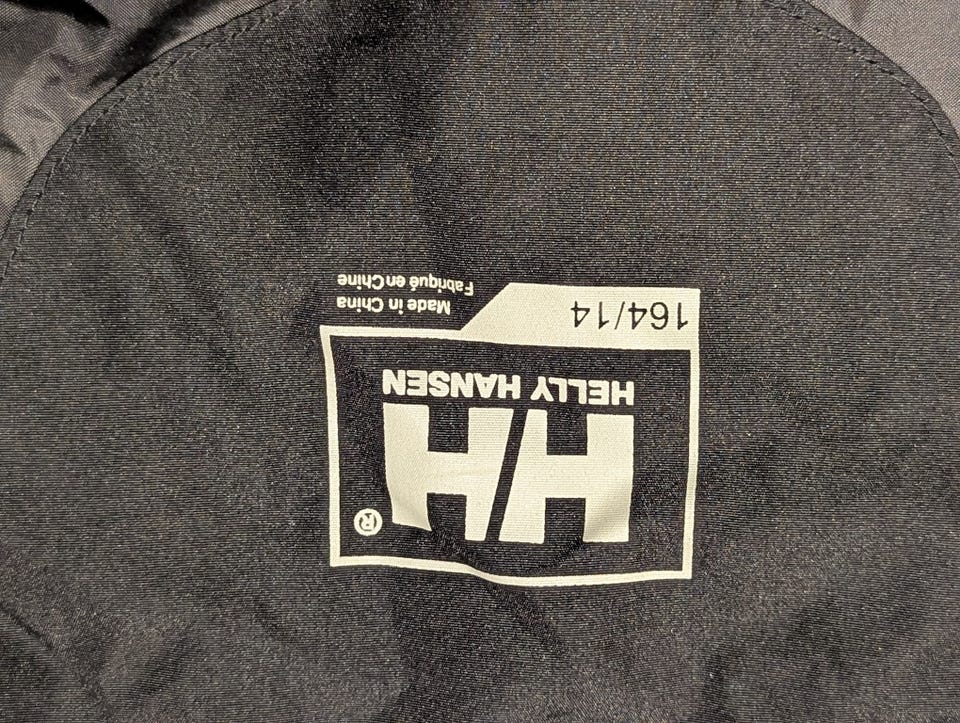 HH ®
HELLY HANSEN
164/14
Made in China
Fabriqué en Chine